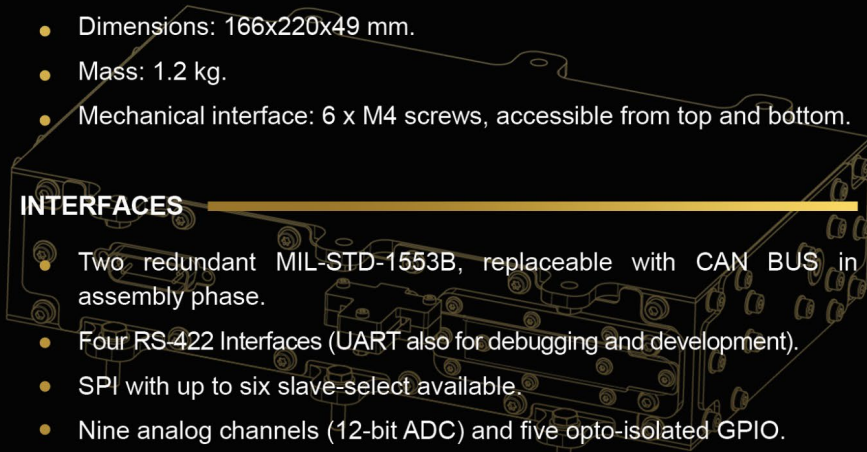 Dimensions: 166x220x49 mm.
Mass: 1.2 kg.
Mechanical interface: 6 x M4 screws, accessible from top and bottom.
INTERFACES
Two redundant MIL-STD-1553B, replaceable with CAN BUS in
assembly phase.
Four RS-422 Interfaces (UART also for debugging and development).
SPI with up to six slave-select available.
Nine analog channels (12-bit ADC) and five opto-isolated GPIO.